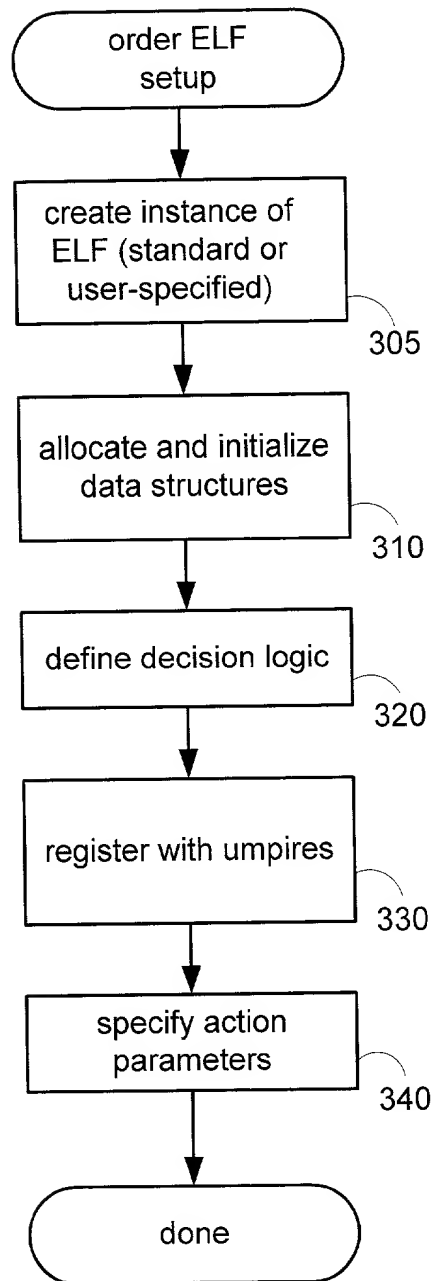 order ELF
setup
create instance of
ELF (standard or
user-specified)
305
allocate and initialize
data structures
310
define decision logic
320
register with umpires
330
specify action
parameters
340
done